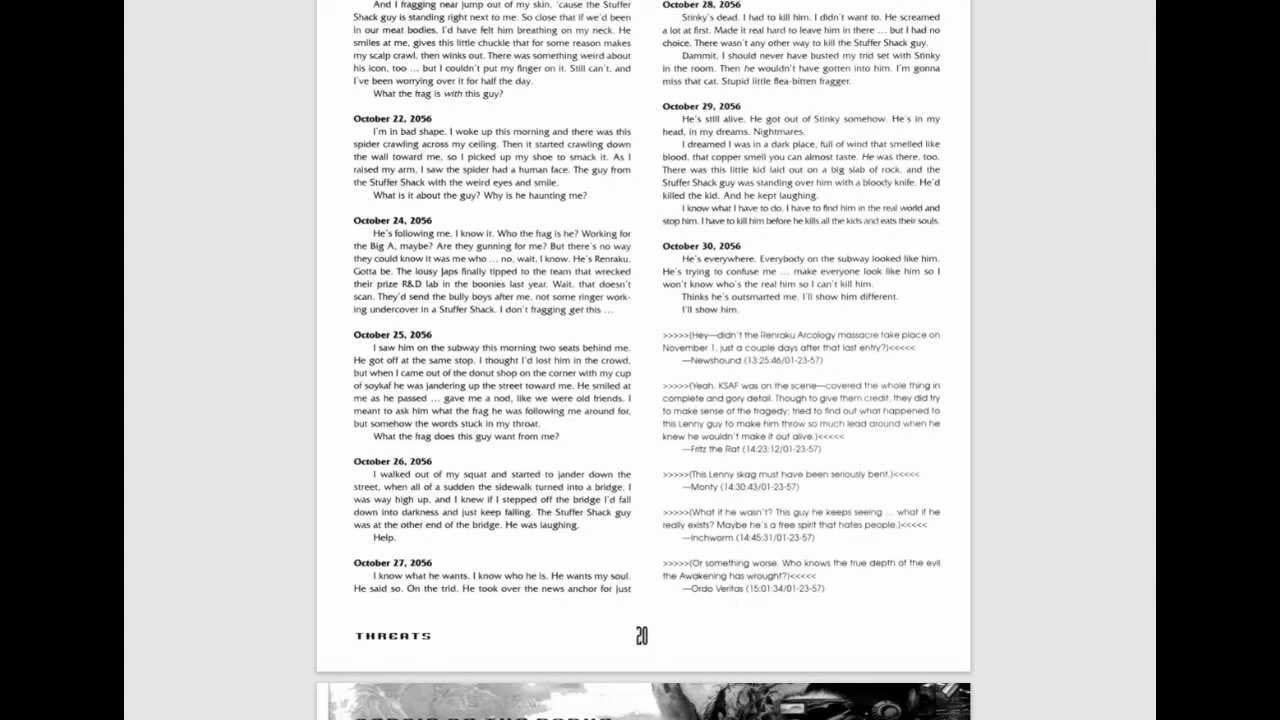 And I fragging near jump out of my skin, 'cause the Stuffer
Shack guy is standing right next to me. So close that if we'd been
in our meat bodies, I'd have felt him breathing on my neck. He
smiles at me, gives this little chuckle that for some reason makes
my scalp crawl, then winks out. There was something weird about
his icon, too ... but I couldn't put my finger on it. Still can't, and
I've been worrying over it for half the day.
What the frag is with this guy?
October 22, 2056
I'm in bad shape. I woke up this morning and there was this
spider crawling across my ceiling. Then it started crawling down
the wall toward me, so I picked up my shoe to smack it. As I
raised my arm, I saw the spider had a human face. The guy from
the Stuffer Shack with the weird eyes and smile.
What is it about the guy? Why is he haunting me?
October 24, 2056
He's following me. I know it. Who the frag is he? Working for
the Big A, maybe? Are they gunning for me? But there's no way
they could know it was me who ... no, wait, I know. He's Renraku.
Gotta be. The lousy Japs finally tipped to the team that wrecked
their prize R&D lab in the boonies last year. Wait, that doesn't
scan. They'd send the bully boys after me, not some ringer work-
ing undercover in a Stuffer Shack. I don't fragging get this ...
October 25, 2056
I saw him on the subway this morning two seats behind me.
He got off at the same stop. I thought I'd lost him in the crowd,
but when I came out of the donut shop on the corner with my cup
of soykaf he was jandering up the street toward me. He smiled at
me as he passed ... gave me a nod, like we were old friends. I
meant to ask him what the frag he was following me around for,
but somehow the words stuck in my throat.
What the frag does this guy want from me?
October 26, 2056
I walked out of my squat and started to jander down the
street, when all of a sudden the sidewalk turned into a bridge. I
was way high up, and I knew if I stepped off the bridge I'd fall
down into darkness and just keep falling. The Stuffer Shack guy
was at the other end of the bridge. He was laughing.
Help.
October 27, 2056
I know what he wants. I know who he is. He wants my soul.
He said so. On the trid. He took over the news anchor for just
October 28, 2056
Stinky's dead. I had to kill him. I didn't want to. He screamed
a lot at first. Made it real hard to leave him in there ... but I had no
choice. There wasn't any other way to kill the Stuffer Shack guy.
Dammit, I should never have busted my trid set with Stinky
in the room. Then he wouldn't have gotten into him. I'm gonna
miss that cat. Stupid little flea-bitten fragger.
October 29, 2056
He's still alive. He got out of Stinky somehow. He's in my
head, in my dreams. Nightmares.
I dreamed I was in a dark place, full of wind that smelled like
blood, that copper smell you can almost taste. He was there, too.
There was this little kid laid out on a big slab of rock, and the
Stuffer Shack guy was standing over him with a bloody knife. He'd
killed the kid. And he kept laughing.
I know what I have to do. I have to find him in the real world and
stop him. I have to kill him before he kills all the kids and eats their souls.
October 30, 2056
He's everywhere. Everybody on the subway looked like him.
He's trying to confuse me ... make everyone look like him so I
won't know who's the real him so I can't kill him.
Thinks he's outsmarted me. I'll show him different.
I'll show him.
>>>>>(Hey—didn't the Renraku Arcology massacre take place on
November 1, just a couple days after that last entry?)<<<<<
—Newshound (13:25:46/01-23-57)
>>>>>(Yeah, KSAF was on the scene—covered the whole thing in
complete and gory detail. Though to give them credit, they did try
to make sense of the tragedy; tried to find out what happened to
this Lenny guy to make him throw so much lead around when he
knew he wouldn't make it out alive.)<<<<<
—Fritz the Rat (14:23:12/01-23-57)
>>>>>(This Lenny skag must have been seriously bent.)<<<<<
—Monty (14:30:43/01-23-57)
>>>>>(What if he wasn't? This guy he keeps seeing ... what if he
really exists? Maybe he's a free spirit that hates people.)<<<<<
—Inchworm (14:45:31/01-23-57)
>>>>>(Or something worse. Who knows the true depth of the evil
the Awakening has wrought?)<<<<<
—Ordo Veritas (15:01:34/01-23-57)
THREATS
20